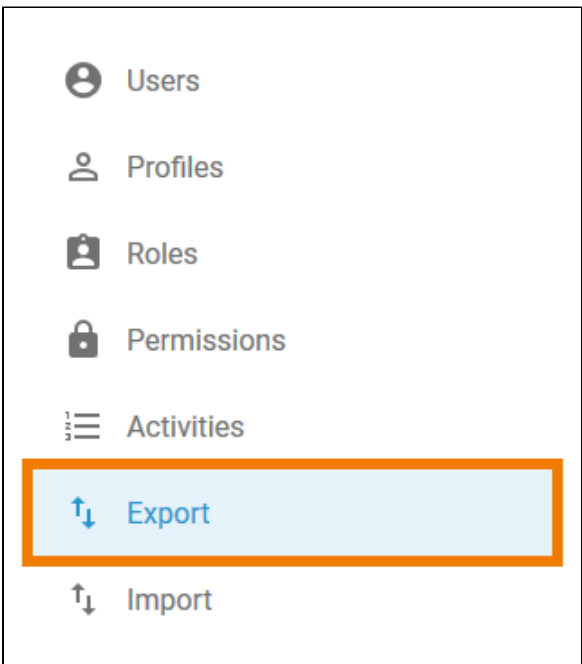 Users
Profiles
Roles
Permissions
Activities
Export
Import